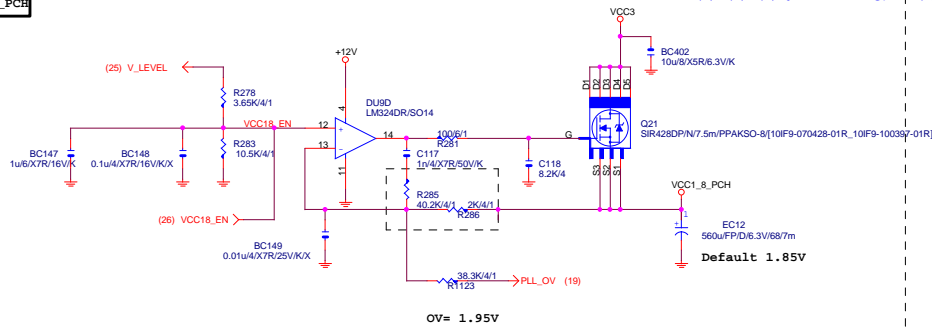 _PCH
VCC3
+12V
BC402
10u/8/X5R/6.3V/K
(25) V_LEVEL
R278
3.65K/4/1
DU9D
LM324DR/SO14
D1
D2
D3
D4
D5
4
VCC18_EN
12
+
14
13
-
11
100/6/1
R281
G
Q21
SIR428DP/N/7.5m/PPAKSO-8/[10IF9-070428-01R_10IF9-100397-01R]
BC147
1u/6/X7R/16V/K
BC148
0.1u/4/X7R/16V/K/X
R283
10.5K/4/1
C117
1n/4/X7R/50V/K
C118
8.2K/4
S3
S2
S1
VCC1_8_PCH
R285
40.2K/4/1
2K/4/1
R286
(26) VCC18_EN
BC149
0.01u/4/X7R/25V/K/X
1
+
EC12
560u/FP/D/6.3V/68/7m
Default 1.85V
38.3K/4/1
R1123
PLL_OV (19)
OV= 1.95V